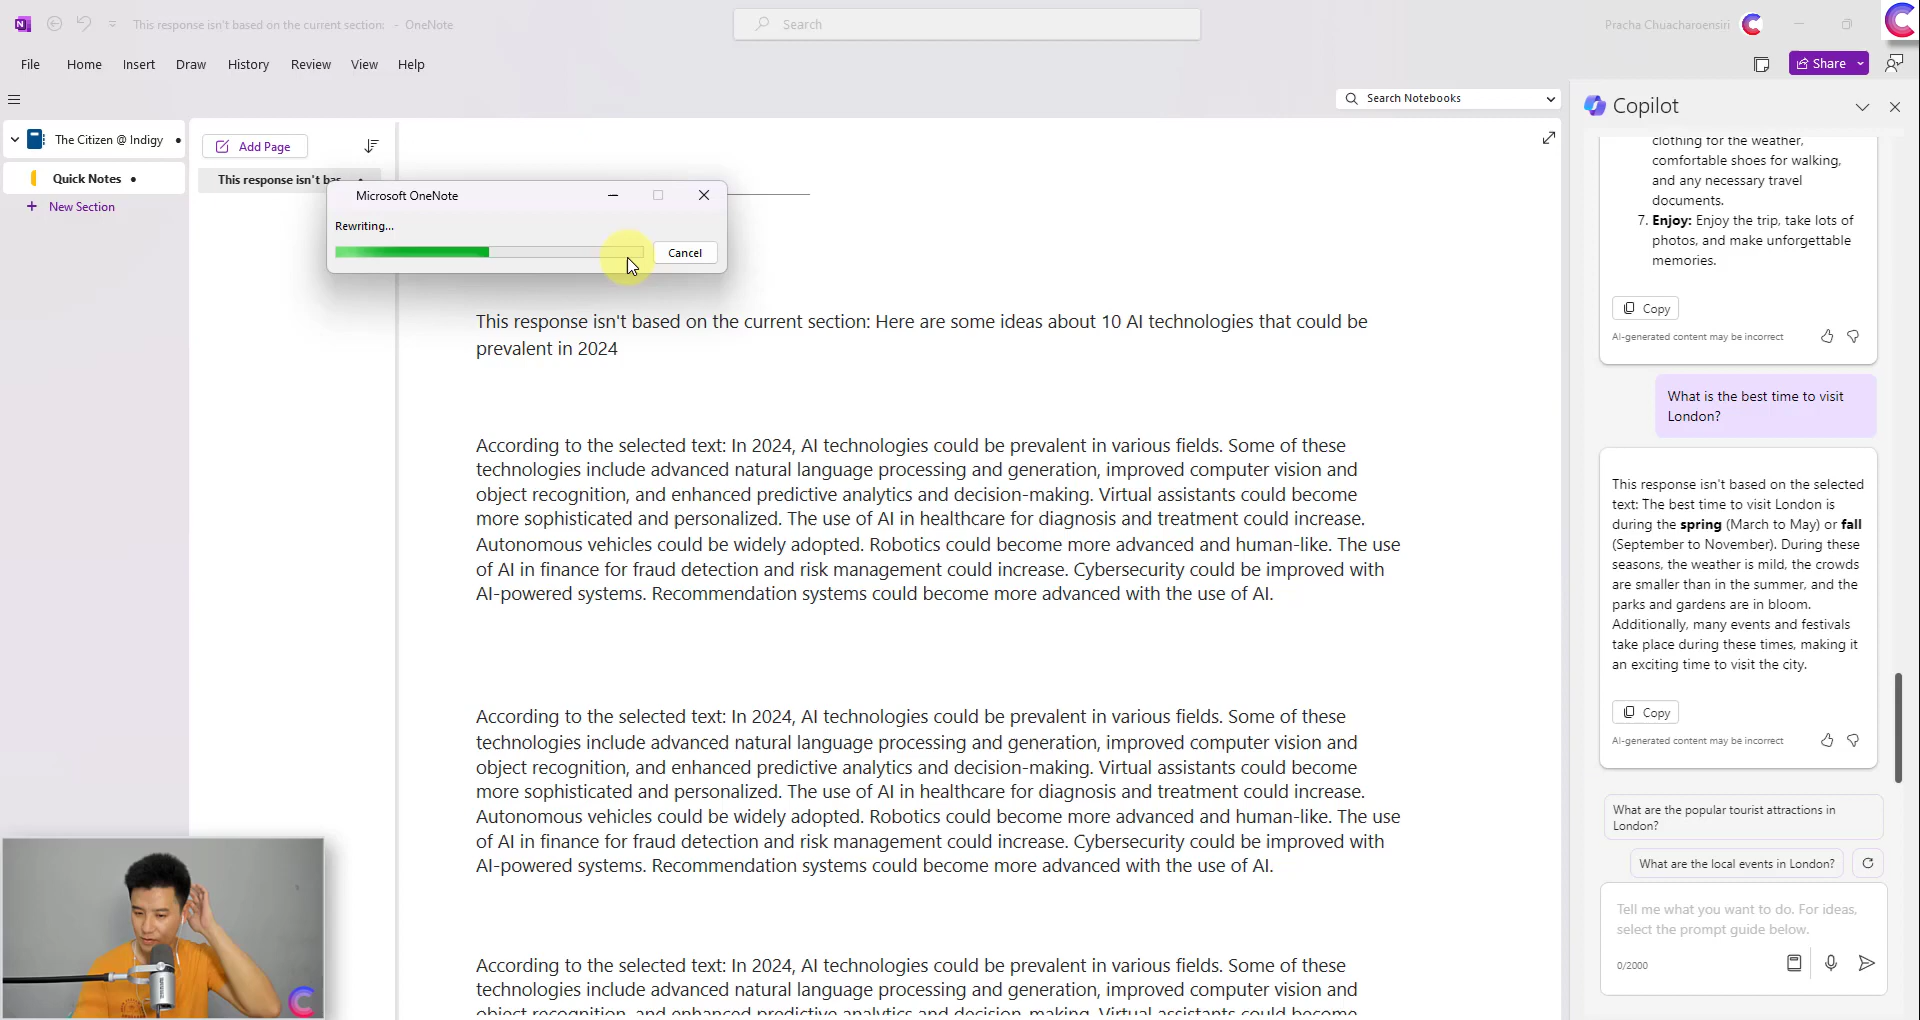 This response isn't based on the current section: - OneNote
Search
Pracha Chuacharoensiri
File Home Insert Draw History Review View Help
Share
Search Notebooks
The Citizen @ Indigy
Add Page
Quick Notes
This response isn't bas
New Section
Microsoft OneNote
Rewriting...
Cancel
This response isn't based on the current section: Here are some ideas about 10 AI technologies that could be
prevalent in 2024
According to the selected text: In 2024, AI technologies could be prevalent in various fields. Some of these
technologies include advanced natural language processing and generation, improved computer vision and
object recognition, and enhanced predictive analytics and decision-making. Virtual assistants could become
more sophisticated and personalized. The use of AI in healthcare for diagnosis and treatment could increase.
Autonomous vehicles could be widely adopted. Robotics could become more advanced and human-like. The use
of AI in finance for fraud detection and risk management could increase. Cybersecurity could be improved with
AI-powered systems. Recommendation systems could become more advanced with the use of AI.
According to the selected text: In 2024, AI technologies could be prevalent in various fields. Some of these
technologies include advanced natural language processing and generation, improved computer vision and
object recognition, and enhanced predictive analytics and decision-making. Virtual assistants could become
more sophisticated and personalized. The use of AI in healthcare for diagnosis and treatment could increase.
Autonomous vehicles could be widely adopted. Robotics could become more advanced and human-like. The use
of AI in finance for fraud detection and risk management could increase. Cybersecurity could be improved with
AI-powered systems. Recommendation systems could become more advanced with the use of AI.
According to the selected text: In 2024, AI technologies could be prevalent in various fields. Some of these
technologies include advanced natural language processing and generation, improved computer vision and
object recognition, and enhanced predictive analytics and decision-making. Virtual assistants could become
Copilot
clothing for the weather,
comfortable shoes for walking,
and any necessary travel
documents.
7. Enjoy: Enjoy the trip, take lots of
photos, and make unforgettable
memories.
Copy
AI-generated content may be incorrect
What is the best time to visit
London?
This response isn't based on the selected
text: The best time to visit London is
during the spring (March to May) or fall
(September to November). During these
seasons, the weather is mild, the crowds
are smaller than in the summer, and the
parks and gardens are in bloom.
Additionally, many events and festivals
take place during these times, making it
an exciting time to visit the city.
Copy
AI-generated content may be incorrect
What are the popular tourist attractions in
London?
What are the local events in London?
Tell me what you want to do. For ideas,
select the prompt guide below.
0/2000